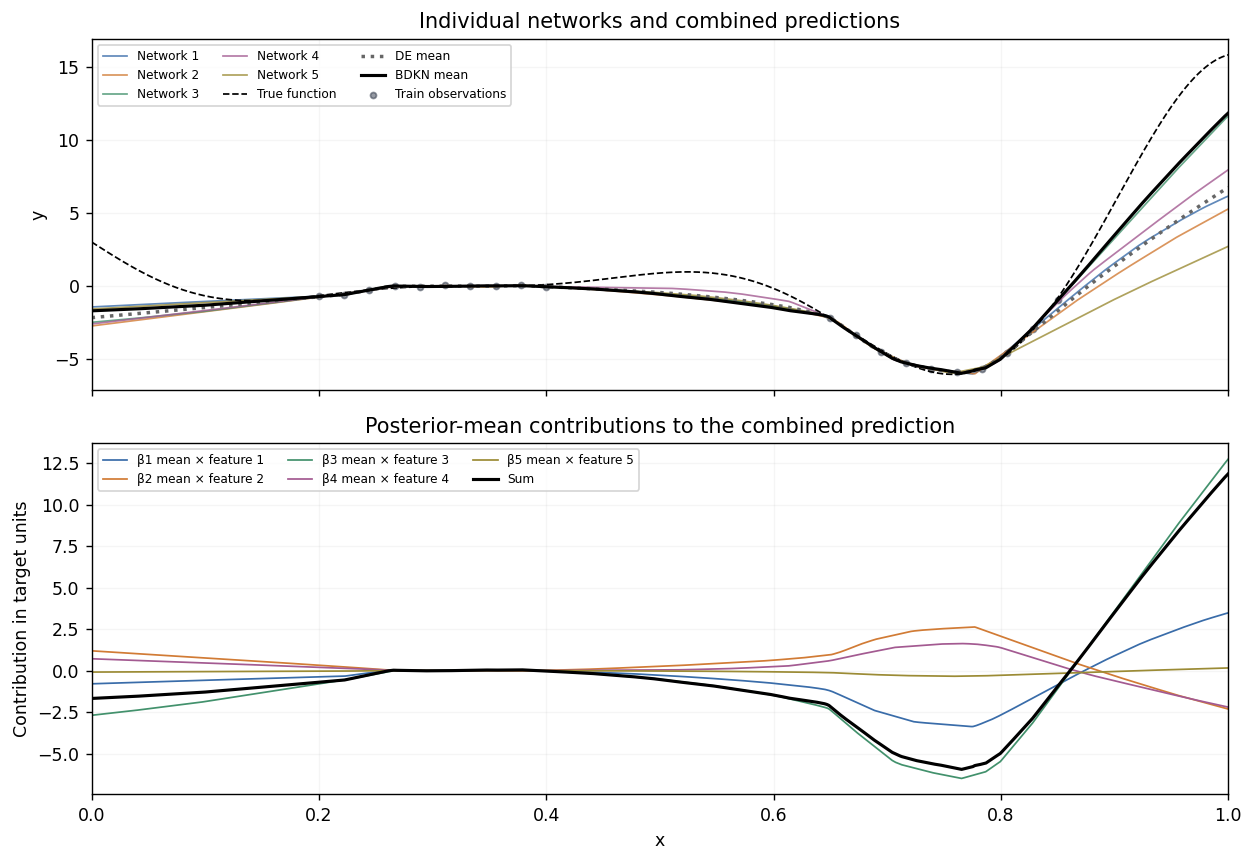 Individual networks and combined predictions
Network 1 Network 4 DE mean
Network 2 Network 5 BDKN mean
Network 3 True function Train observations
15
10
5
0
−5
y
Posterior-mean contributions to the combined prediction
β1 mean × feature 1 β3 mean × feature 3 β5 mean × feature 5
β2 mean × feature 2 β4 mean × feature 4 Sum
12.5
10.0
7.5
5.0
2.5
0.0
−2.5
−5.0
Contribution in target units
0.0 0.2 0.4 0.6 0.8 1.0
x